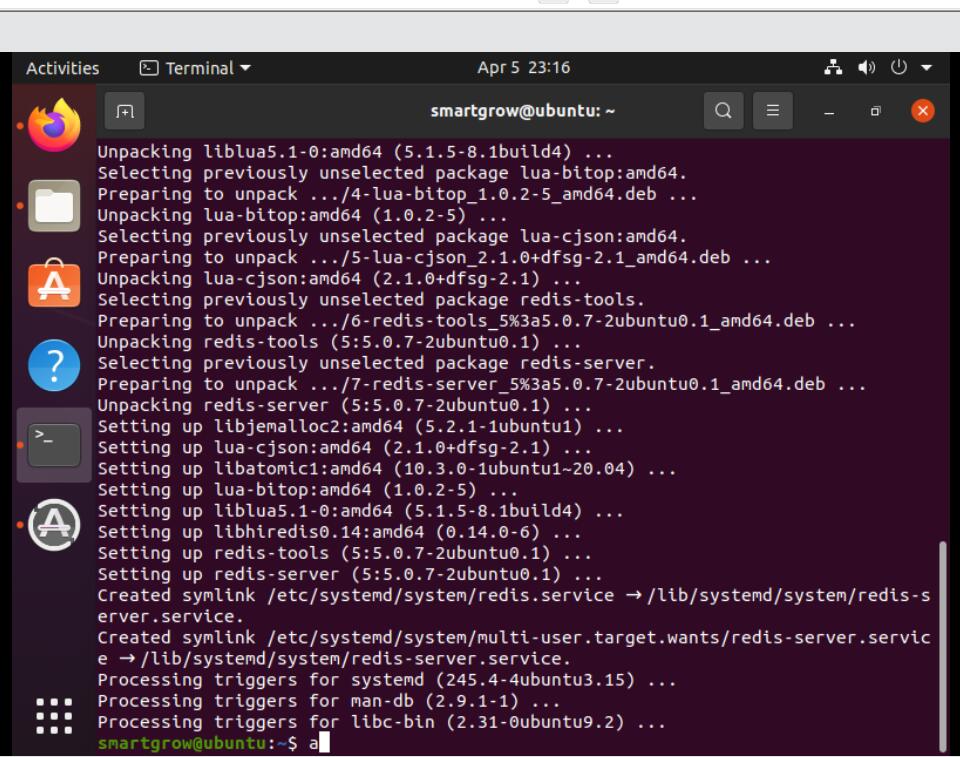 Activities Terminal Apr 5 23:16
smartgrow@ubuntu: ~
Unpacking liblua5.1-0:amd64 (5.1.5-8.1build4) ...
Selecting previously unselected package lua-bitop:amd64.
Preparing to unpack .../4-lua-bitop_1.0.2-5_amd64.deb ...
Unpacking lua-bitop:amd64 (1.0.2-5) ...
Selecting previously unselected package lua-cjson:amd64.
Preparing to unpack .../5-lua-cjson_2.1.0+dfsg-2.1_amd64.deb ...
Unpacking lua-cjson:amd64 (2.1.0+dfsg-2.1) ...
Selecting previously unselected package redis-tools.
Preparing to unpack .../6-redis-tools_5%3a5.0.7-2ubuntu0.1_amd64.deb ...
Unpacking redis-tools (5:5.0.7-2ubuntu0.1) ...
Selecting previously unselected package redis-server.
Preparing to unpack .../7-redis-server_5%3a5.0.7-2ubuntu0.1_amd64.deb ...
Unpacking redis-server (5:5.0.7-2ubuntu0.1) ...
Setting up libjemalloc2:amd64 (5.2.1-1ubuntu1) ...
Setting up lua-cjson:amd64 (2.1.0+dfsg-2.1) ...
Setting up libatomic1:amd64 (10.3.0-1ubuntu1~20.04) ...
Setting up lua-bitop:amd64 (1.0.2-5) ...
Setting up liblua5.1-0:amd64 (5.1.5-8.1build4) ...
Setting up libhiredis0.14:amd64 (0.14.0-6) ...
Setting up redis-tools (5:5.0.7-2ubuntu0.1) ...
Setting up redis-server (5:5.0.7-2ubuntu0.1) ...
Created symlink /etc/systemd/system/redis.service → /lib/systemd/system/redis-s
erver.service.
Created symlink /etc/systemd/system/multi-user.target.wants/redis-server.servic
e → /lib/systemd/system/redis-server.service.
Processing triggers for systemd (245.4-4ubuntu3.15) ...
Processing triggers for man-db (2.9.1-1) ...
Processing triggers for libc-bin (2.31-0ubuntu9.2) ...
smartgrow@ubuntu:~$ a